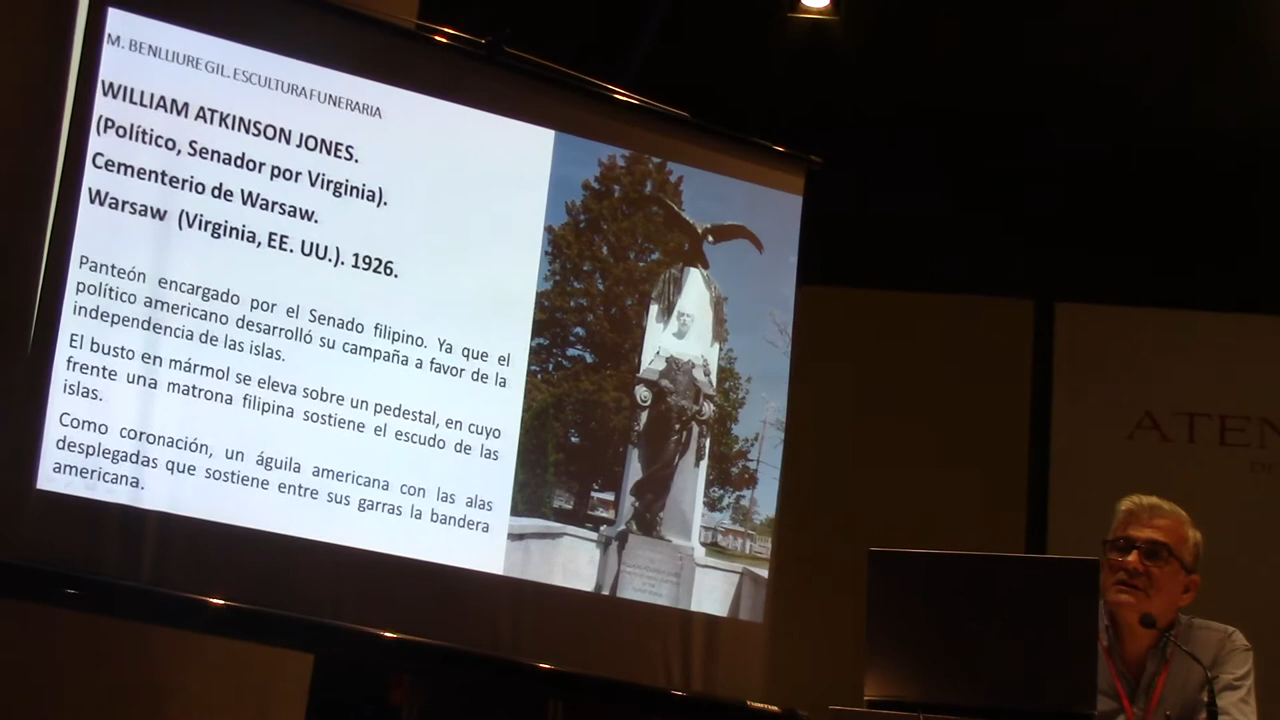 M. BENLLIURE GIL. ESCULTURA FUNERARIA
WILLIAM ATKINSON JONES.
(Político, Senador por Virginia).
Cementerio de Warsaw.
Warsaw (Virginia, EE. UU.). 1926.
Panteón encargado por el Senado filipino. Ya que el
político americano desarrolló su campaña a favor de la
independencia de las islas.
El busto en mármol se eleva sobre un pedestal, en cuyo
frente una matrona filipina sostiene el escudo de las
islas.
Como coronación, un águila americana con las alas
desplegadas que sostiene entre sus garras la bandera
americana.
ATEN